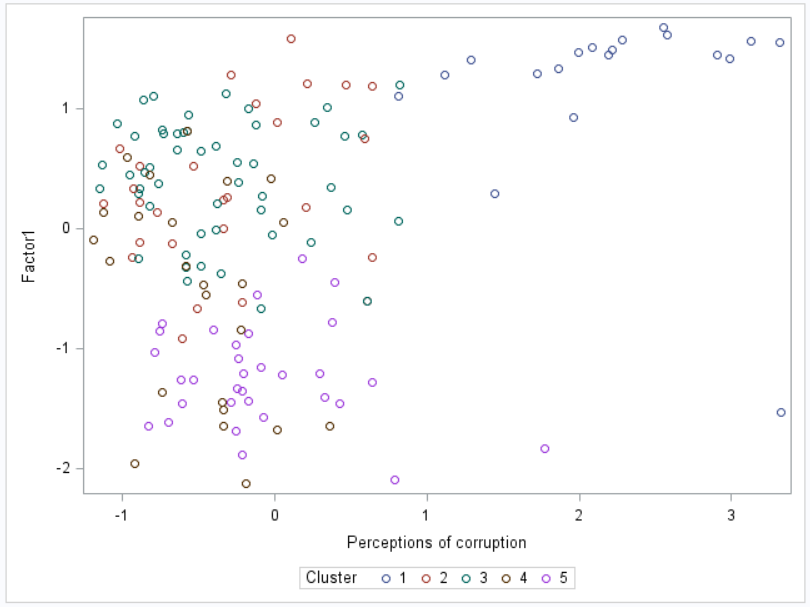 1
0
-1
-2
Factor1
-1 0 1 2 3
Perceptions of corruption
Cluster 1 2 3 4 5